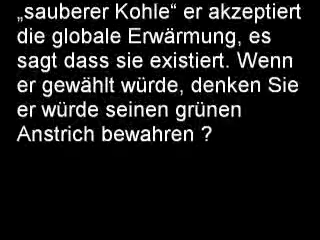 „sauberer Kohle“ er akzeptiert
die globale Erwärmung, es
sagt dass sie existiert. Wenn
er gewählt würde, denken Sie
er würde seinen grünen
Anstrich bewahren ?